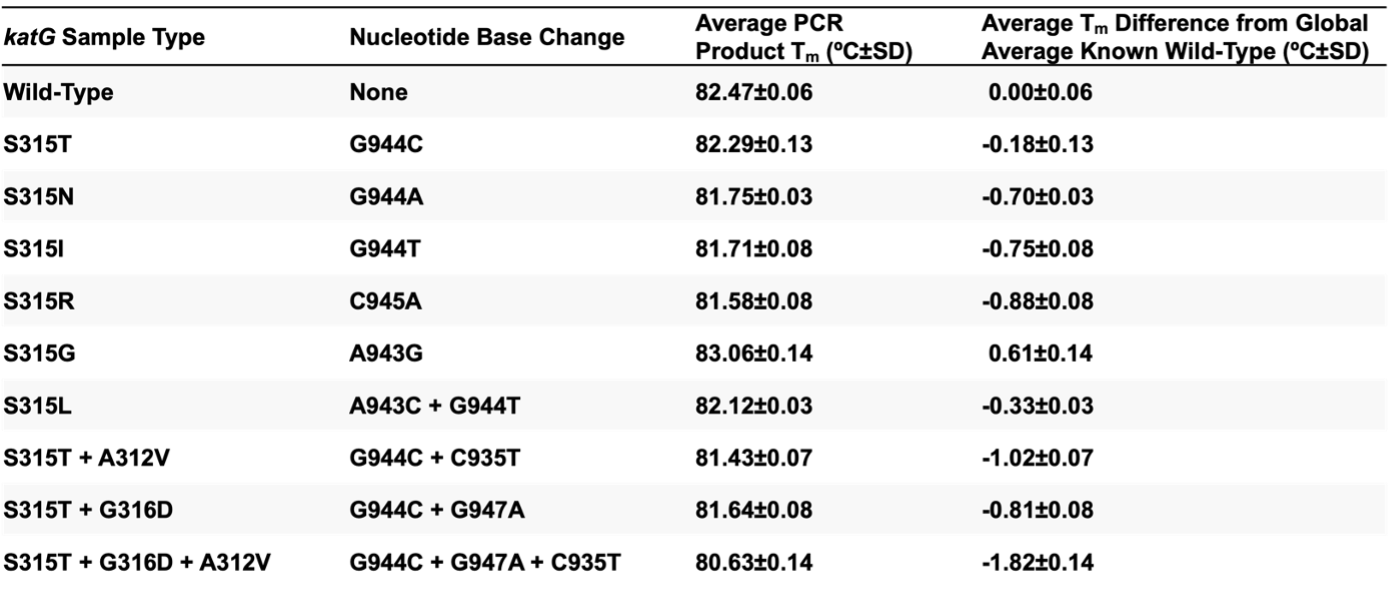 katG Sample Type Nucleotide Base Change Average PCR Product Tm (ºC±SD) Average Tm Difference from Global Average Known Wild-Type (ºC±SD)
Wild-Type None 82.47±0.06 0.00±0.06
S315T G944C 82.29±0.13 -0.18±0.13
S315N G944A 81.75±0.03 -0.70±0.03
S315I G944T 81.71±0.08 -0.75±0.08
S315R C945A 81.58±0.08 -0.88±0.08
S315G A943G 83.06±0.14 0.61±0.14
S315L A943C + G944T 82.12±0.03 -0.33±0.03
S315T + A312V G944C + C935T 81.43±0.07 -1.02±0.07
S315T + G316D G944C + G947A 81.64±0.08 -0.81±0.08
S315T + G316D + A312V G944C + G947A + C935T 80.63±0.14 -1.82±0.14